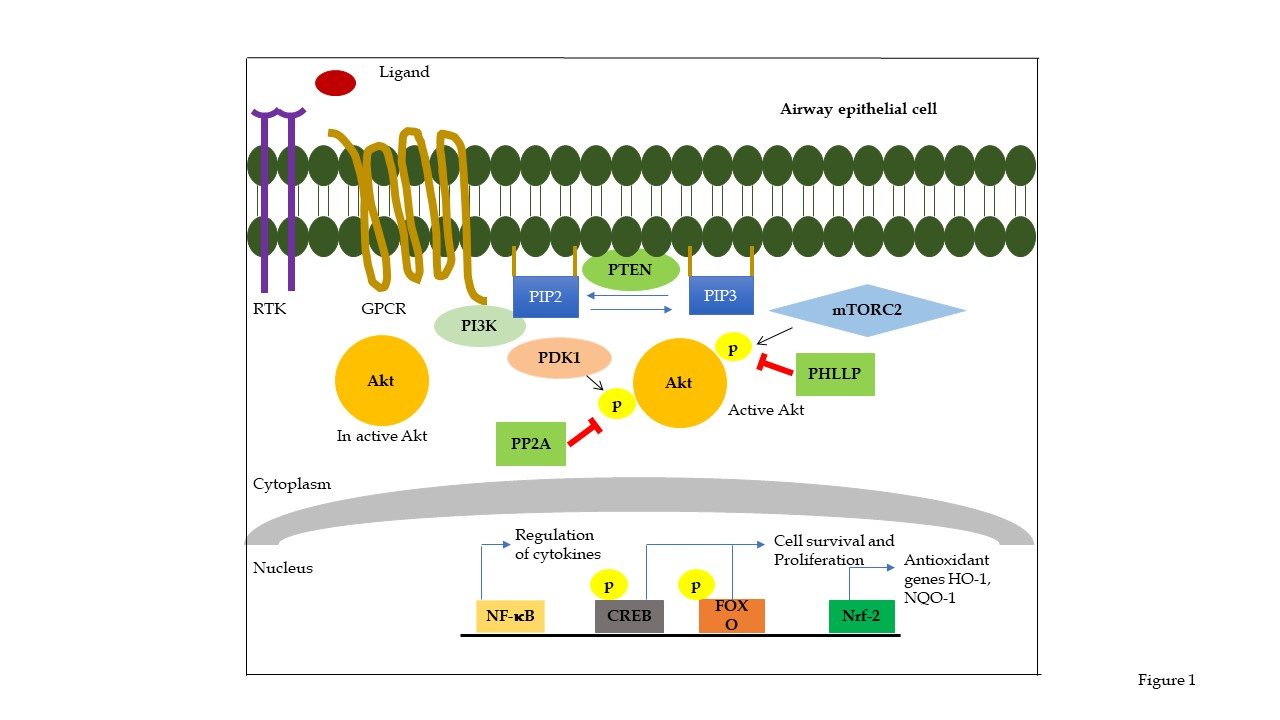 Ligand
Airway epithelial cell
PTEN
PIP2
PIP3
RTK
GPCR
mTORC2
PI3K
p
PDK1
PHLLP
Akt
Akt
p
Active Akt
In active Akt
PP2A
Cytoplasm
Regulation
of cytokines
Cell survival and
Proliferation
Antioxidant
genes HO-1,
NQO-1
Nucleus
p
p
NF-κB
CREB
FOX
O
Nrf-2
Figure 1